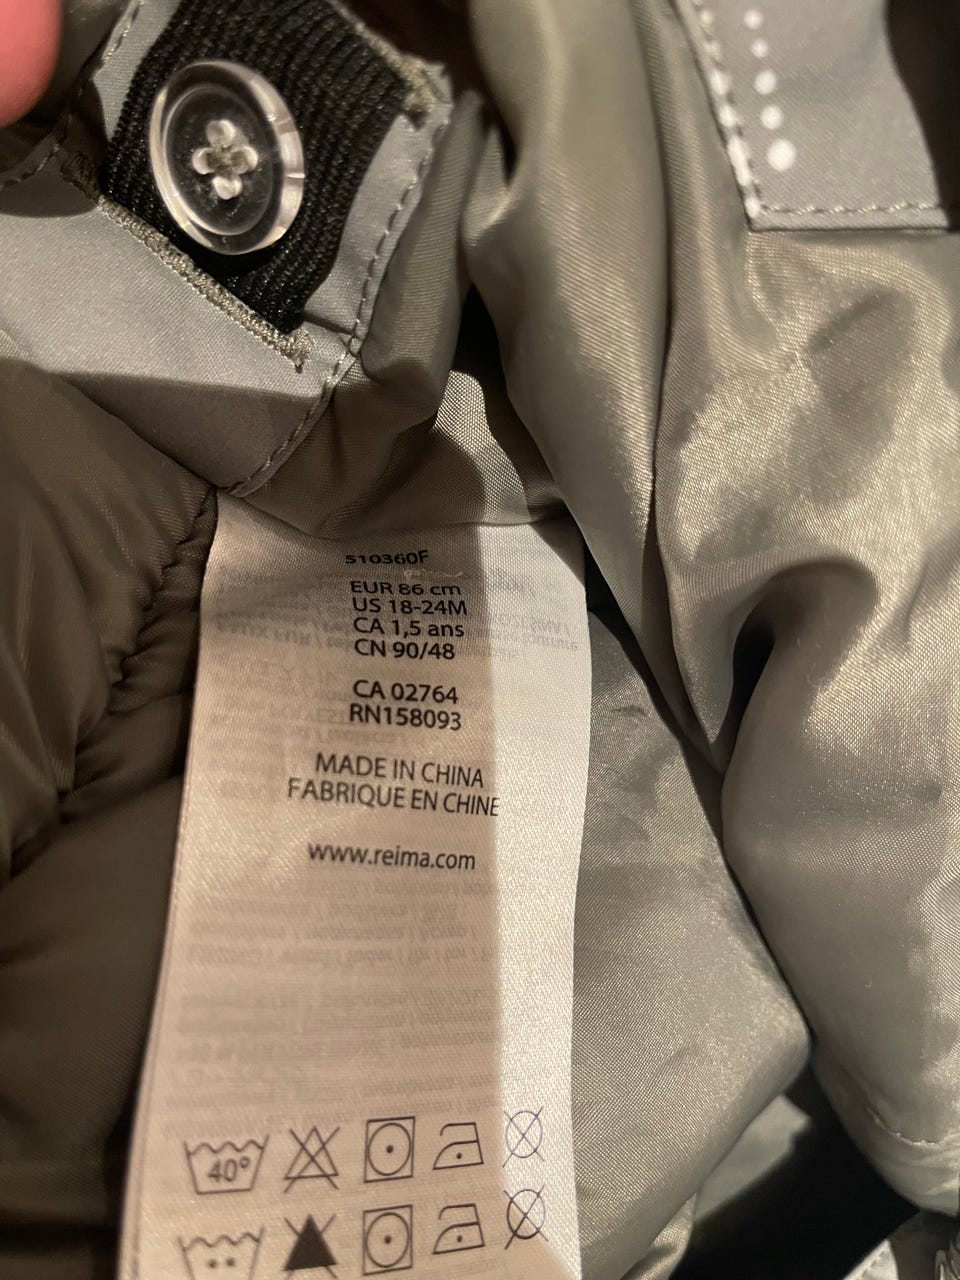 510360F
EUR 86 cm
US 18-24M
CA 1,5 ans
CN 90/48
CA 02764
RN158093
MADE IN CHINA
FABRIQUE EN CHINE
www.reima.com
40°